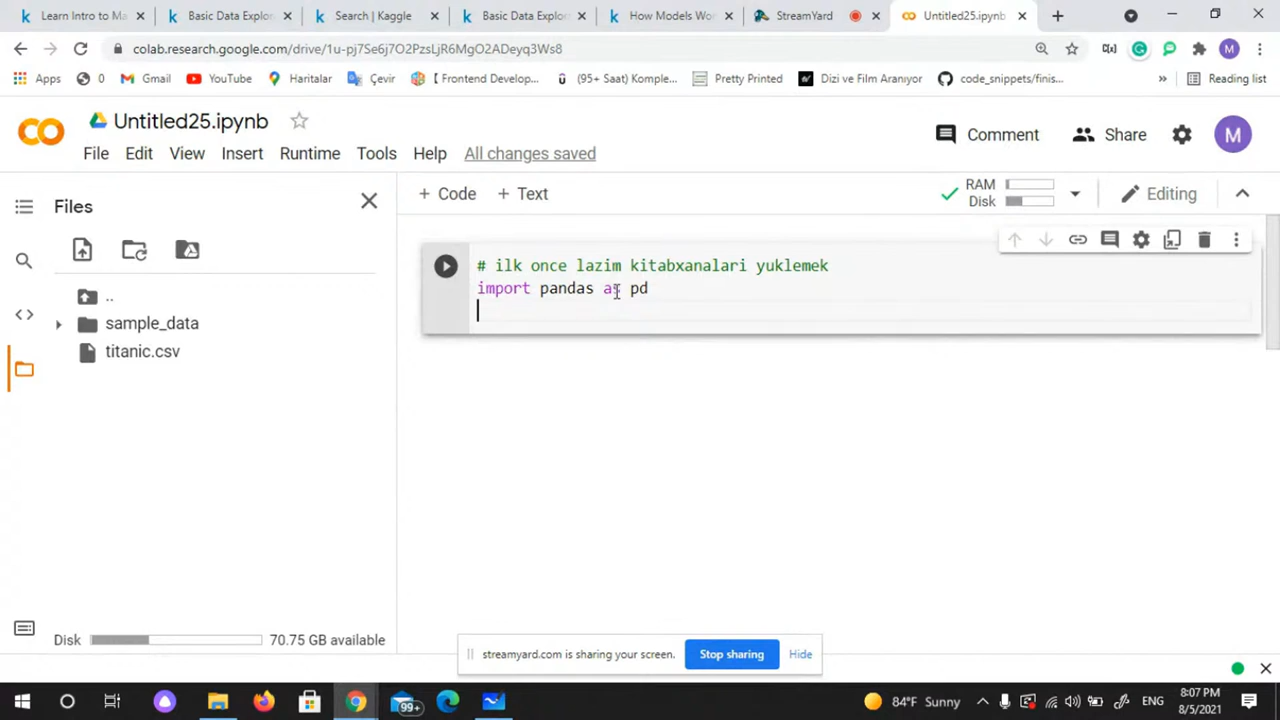 Learn Intro to Ma
Basic Data Explor
Search | Kaggle
Basic Data Explor
How Models Wo
StreamYard
Untitled25.ipynb
colab.research.google.com/drive/1u-pj7Se6j7O2PzsLjR6MgO2ADeyq3Ws8
M
Apps
0
Gmail
YouTube
Haritalar
Çevir
[ Frontend Develop...
(95+ Saat) Komple...
Pretty Printed
Dizi ve Film Aranıyor
code_snippets/finis...
»
Reading list
Untitled25.ipynb
Comment
Share
M
File Edit View Insert Runtime Tools Help All changes saved
Files
+ Code + Text
RAM
Disk
Editing
# ilk once lazim kitabxanalari yuklemek
import pandas as pd
..
sample_data
titanic.csv
Disk 70.75 GB available
streamyard.com is sharing your screen. Stop sharing Hide
99+
84°F Sunny
ENG
8:07 PM
8/5/2021